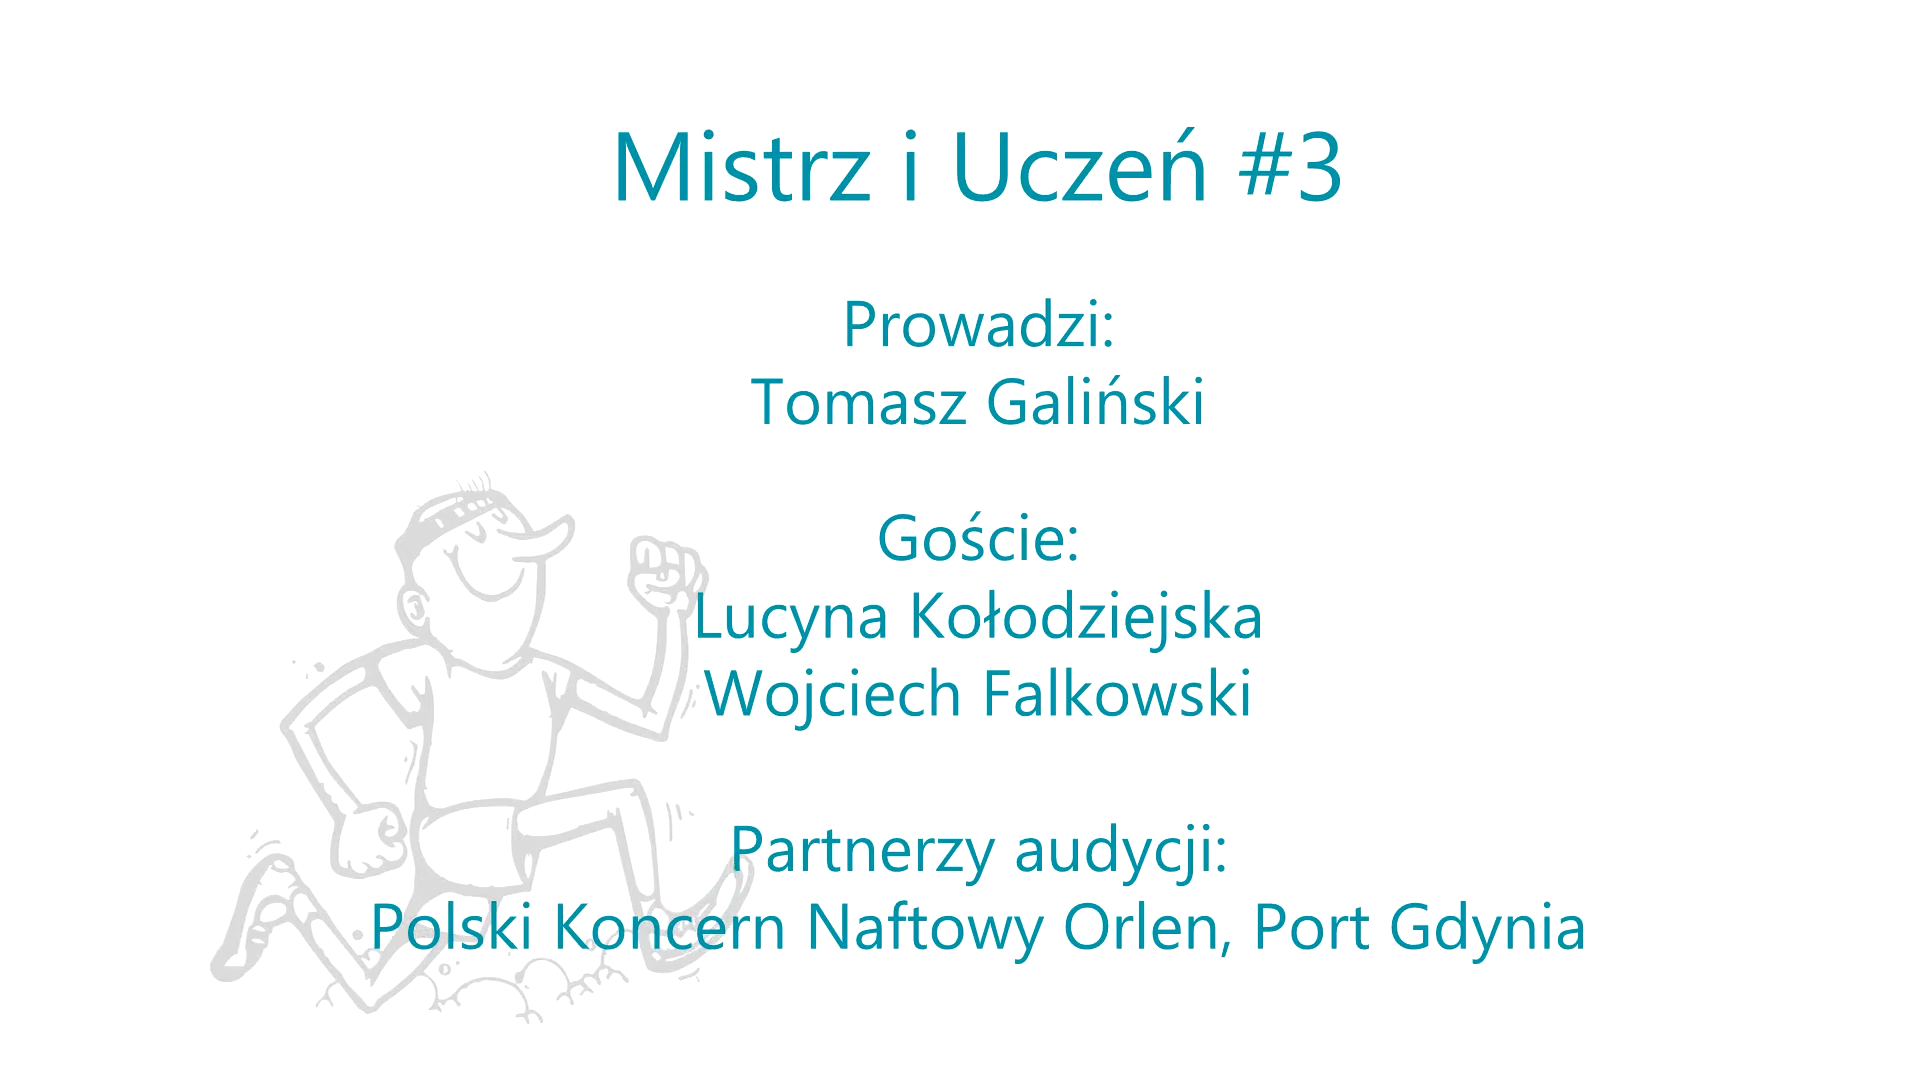 Mistrz i Uczeń #3
Prowadzi:
Tomasz Galiński
Goście:
Lucyna Kołodziejska
Wojciech Falkowski
Partnerzy audycji:
Polski Koncern Naftowy Orlen, Port Gdynia